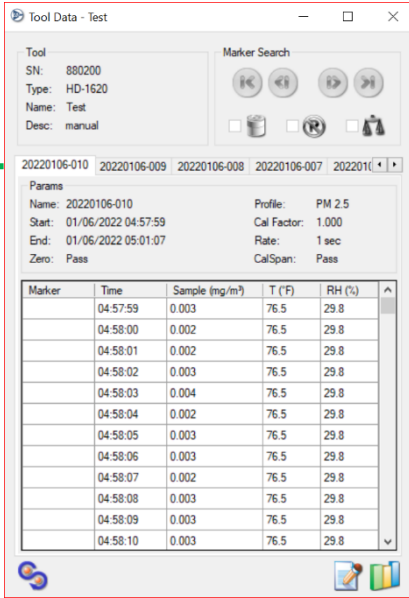 Tool Data - Test
Tool
SN: 880200
Type: HD-1620
Name: Test
Desc: manual
Marker Search
R
20220106-010 20220106-009 20220106-008 20220106-007
Params
Name: 20220106-010 Profile: PM 2.5
Start: 01/06/2022 04:57:59 Cal Factor: 1.000
End: 01/06/2022 05:01:07 Rate: 1 sec
Zero: Pass CalSpan: Pass
Marker Time Sample (mg/m³) T (°F) RH (%)
04:57:59 0.003 76.5 29.8
04:58:00 0.002 76.5 29.8
04:58:01 0.002 76.5 29.8
04:58:02 0.003 76.5 29.8
04:58:03 0.004 76.5 29.8
04:58:04 0.002 76.5 29.8
04:58:05 0.003 76.5 29.8
04:58:06 0.003 76.5 29.8
04:58:07 0.002 76.5 29.8
04:58:08 0.003 76.5 29.8
04:58:09 0.003 76.5 29.8
04:58:10 0.003 76.5 29.8